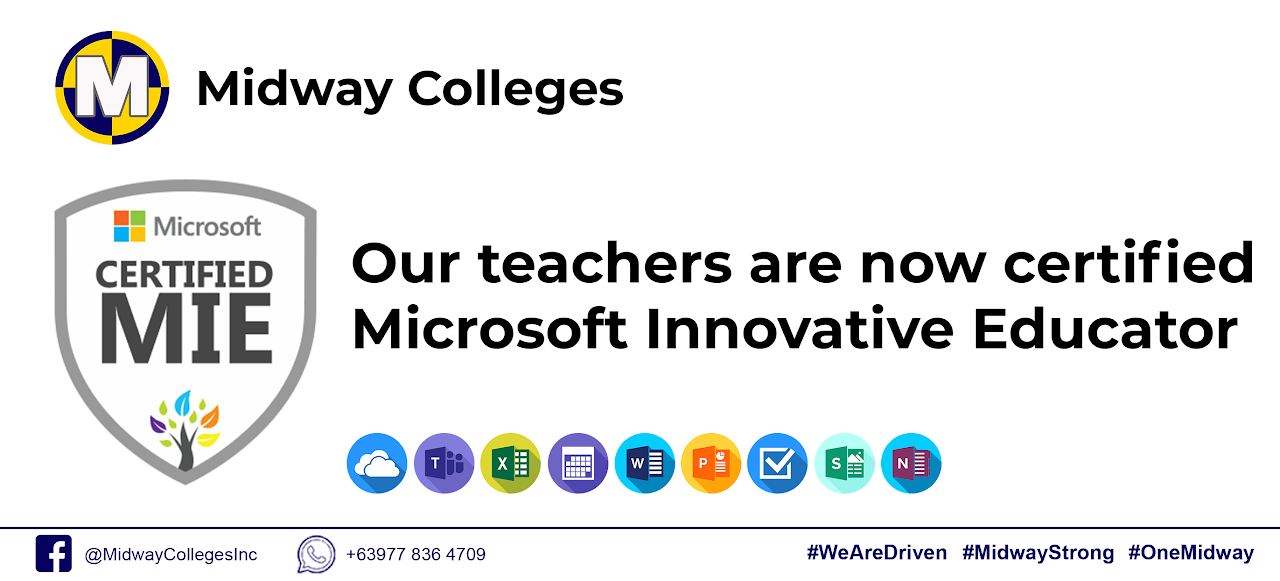 M
Midway Colleges
Microsoft
CERTIFIED
MIE
Our teachers are now certified
Microsoft Innovative Educator
T X W P S N
@MidwayCollegesInc +63977 836 4709 #WeAreDriven #MidwayStrong #OneMidway